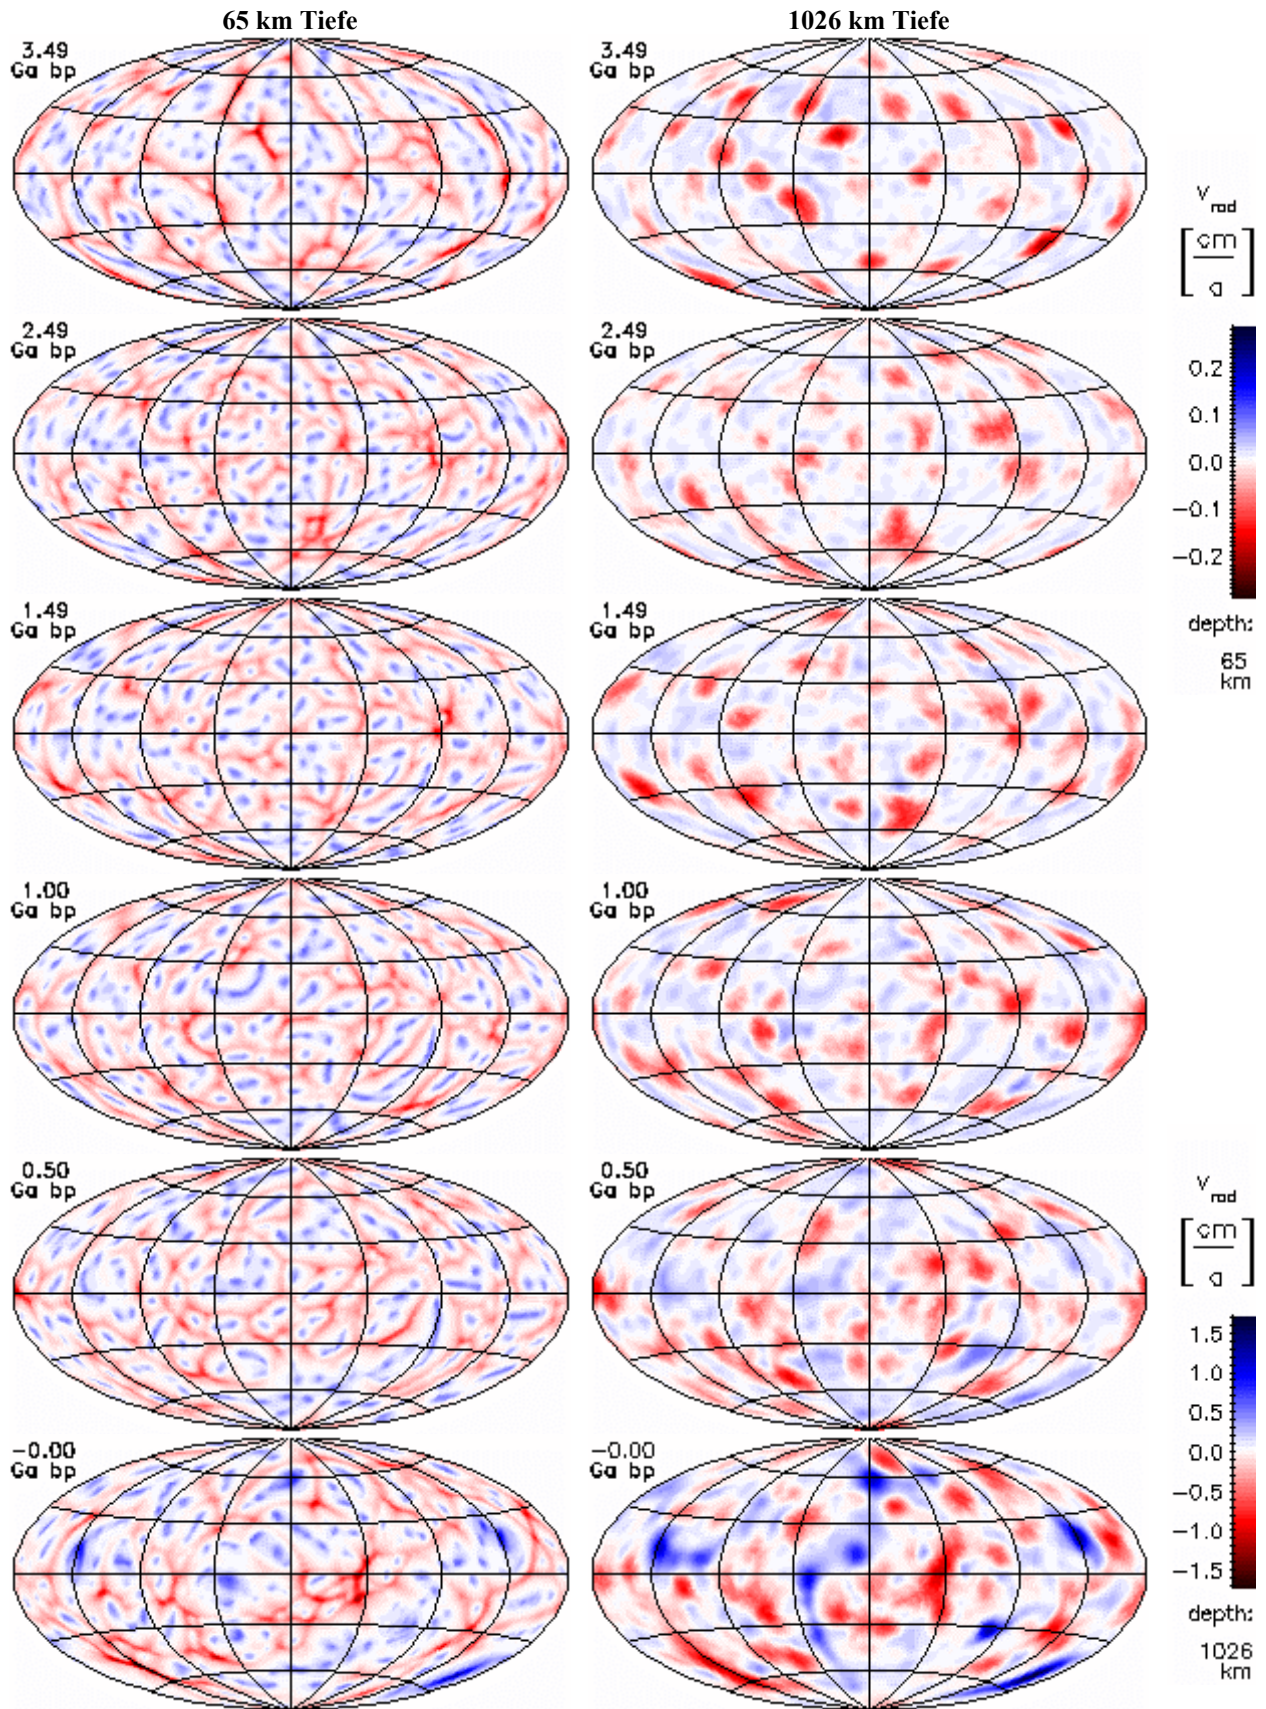 65 km Tiefe
1026 km Tiefe
3.49
Ga bp
3.49
Ga bp
2.49
Ga bp
2.49
Ga bp
1.49
Ga bp
1.49
Ga bp
1.00
Ga bp
1.00
Ga bp
0.50
Ga bp
0.50
Ga bp
−0.00
Ga bp
−0.00
Ga bp
v rad
[cm
a]
0.2
0.1
0.0
−0.1
−0.2
depth:
65
km
v rad
[cm
a]
1.5
1.0
0.5
0.0
−0.5
−1.0
−1.5
depth:
1026
km